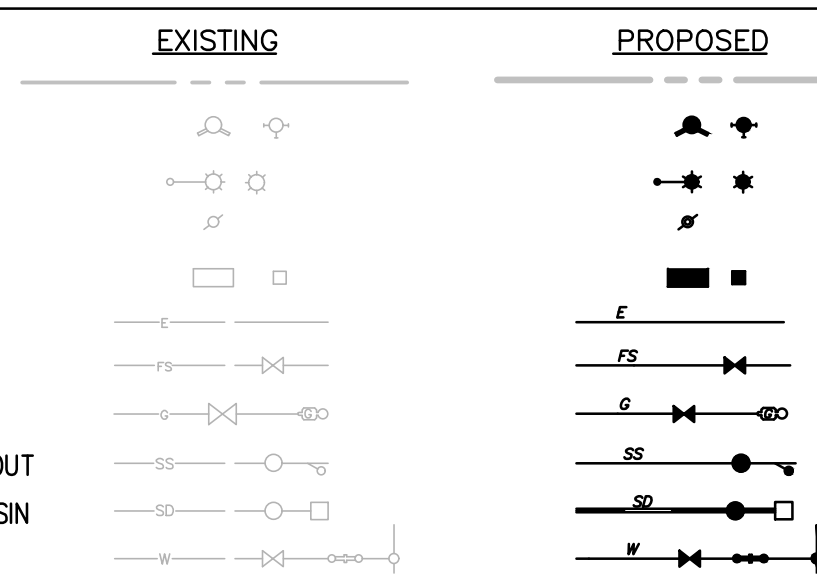 EXISTING PROPOSED
E E
FS FS
G G G G
OUT SS SS
SIN SD SD
W W